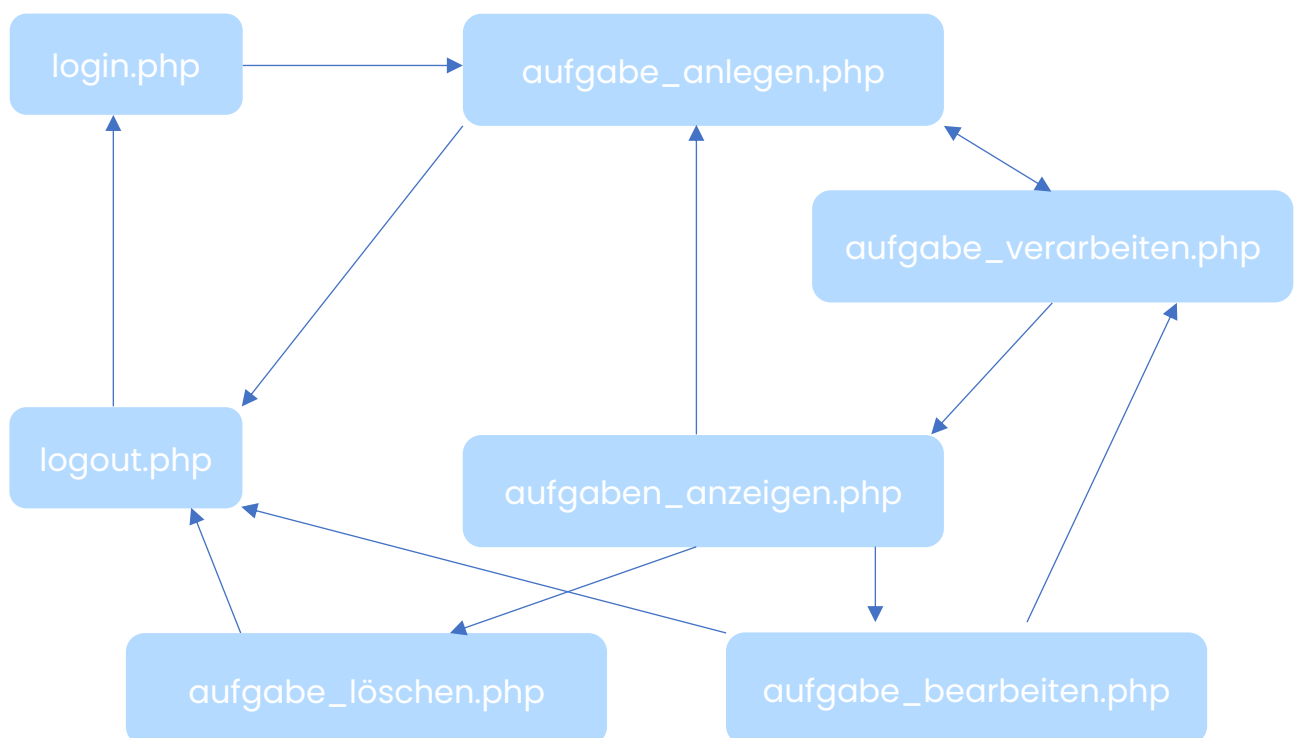 login.php
aufgabe_anlegen.php
aufgabe_verarbeiten.php
logout.php
aufgaben_anzeigen.php
aufgabe_löschen.php
aufgabe_bearbeiten.php